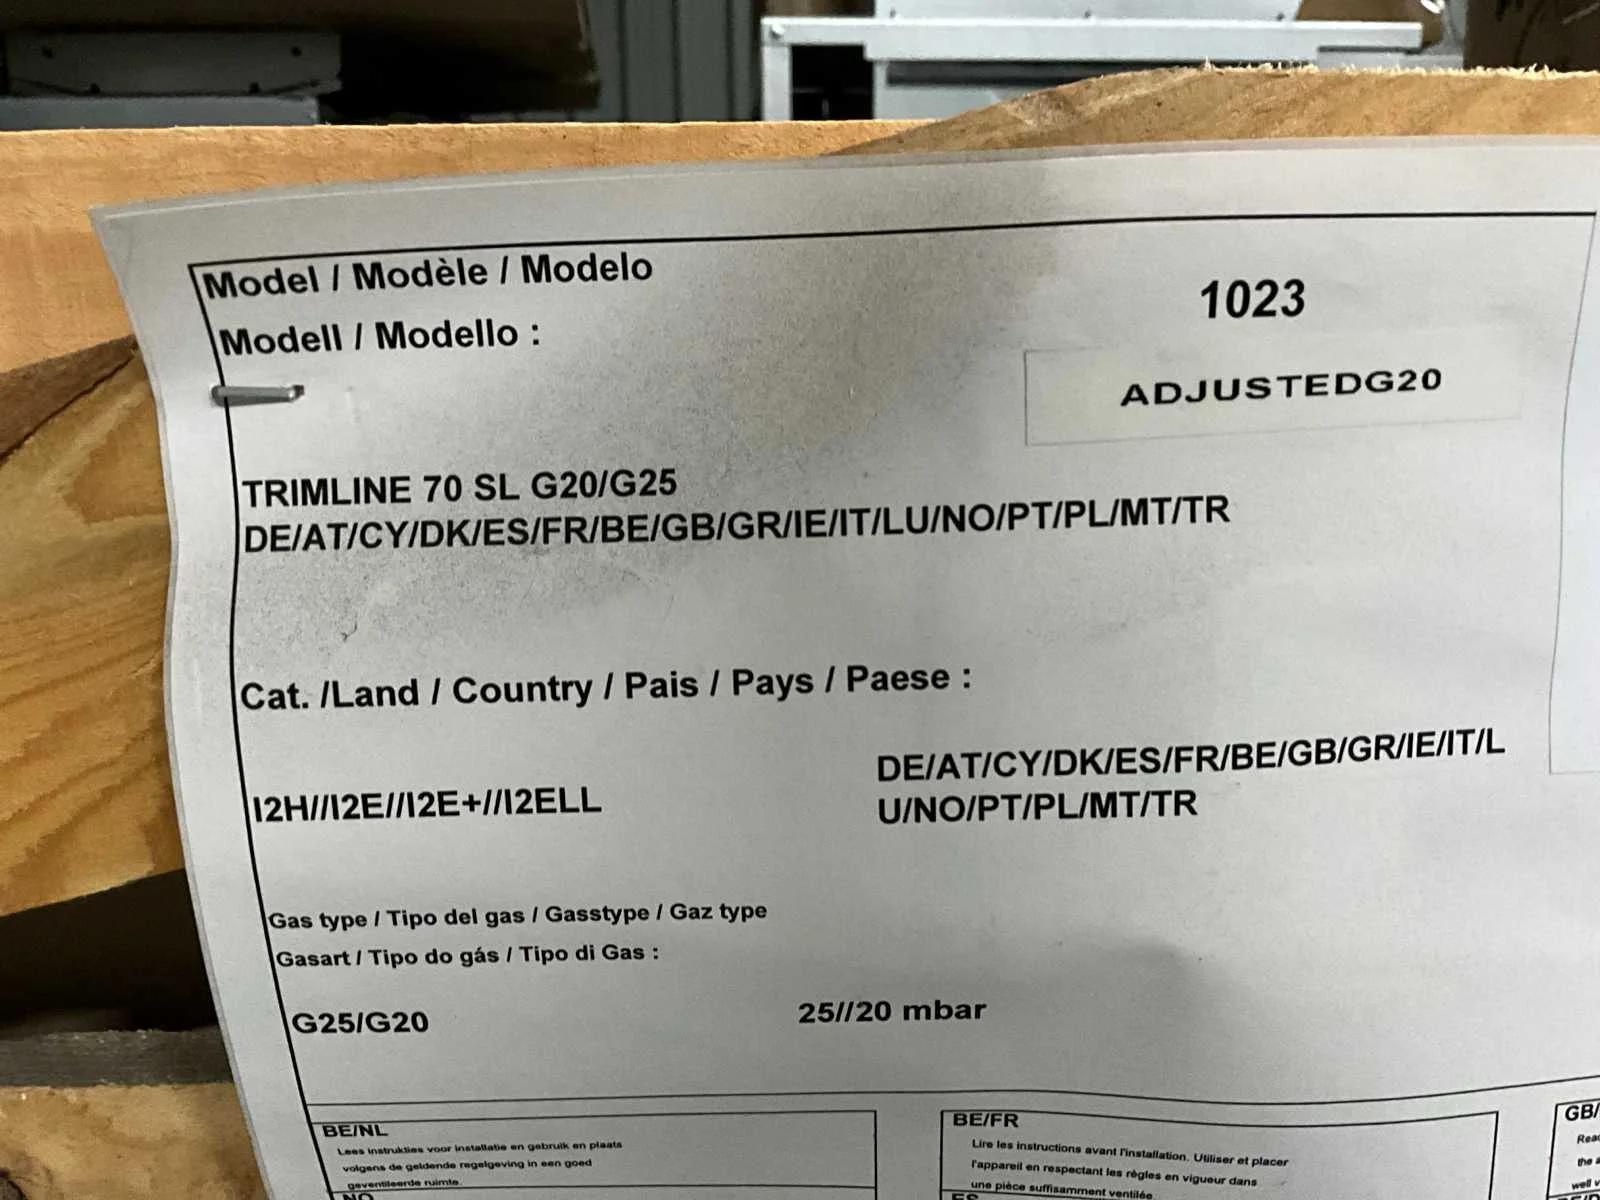 Model / Modèle / Modelo
Modell / Modello :
1023
ADJUSTEDG20
TRIMLINE 70 SL G20/G25
DE/AT/CY/DK/ES/FR/BE/GB/GR/IE/IT/LU/NO/PT/PL/MT/TR
Cat. /Land / Country / Pais / Pays / Paese :
I2H//I2E//I2E+//I2ELL
DE/AT/CY/DK/ES/FR/BE/GB/GR/IE/IT/L
U/NO/PT/PL/MT/TR
Gas type / Tipo del gas / Gasstype / Gaz type
Gasart / Tipo do gás / Tipo di Gas :
G25/G20
25//20 mbar
BE/NL
Lees instrukties voor installatie en gebruik en plaats
volgens de geldende regelgeving in een goed
geventileerde ruimte.
NO
BE/FR
Lire les instructions avant l'installation. Utiliser et placer
l'appareil en respectant les règles en vigueur dans
une pièce suffisamment ventilée.
ES
GB/
the
well